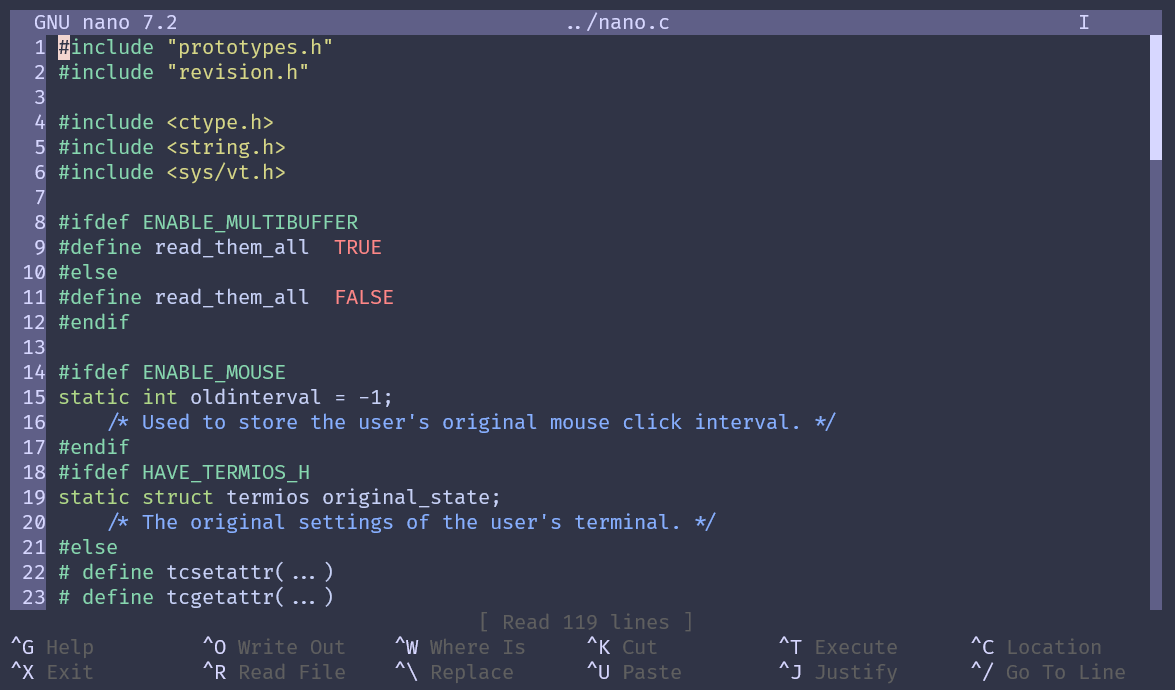 GNU nano 7.2 ../nano.c I
1 #include "prototypes.h"
2 #include "revision.h"
3
4 #include <ctype.h>
5 #include <string.h>
6 #include <sys/vt.h>
7
8 #ifdef ENABLE_MULTIBUFFER
9 #define read_them_all  TRUE
10 #else
11 #define read_them_all  FALSE
12 #endif
13
14 #ifdef ENABLE_MOUSE
15 static int oldinterval = -1;
16     /* Used to store the user's original mouse click interval. */
17 #endif
18 #ifdef HAVE_TERMIOS_H
19 static struct termios original_state;
20     /* The original settings of the user's terminal. */
21 #else
22 # define tcsetattr(...)
23 # define tcgetattr(...)
[ Read 119 lines ]
^G Help ^O Write Out ^W Where Is ^K Cut ^T Execute ^C Location
^X Exit ^R Read File ^\ Replace ^U Paste ^J Justify ^/ Go To Line